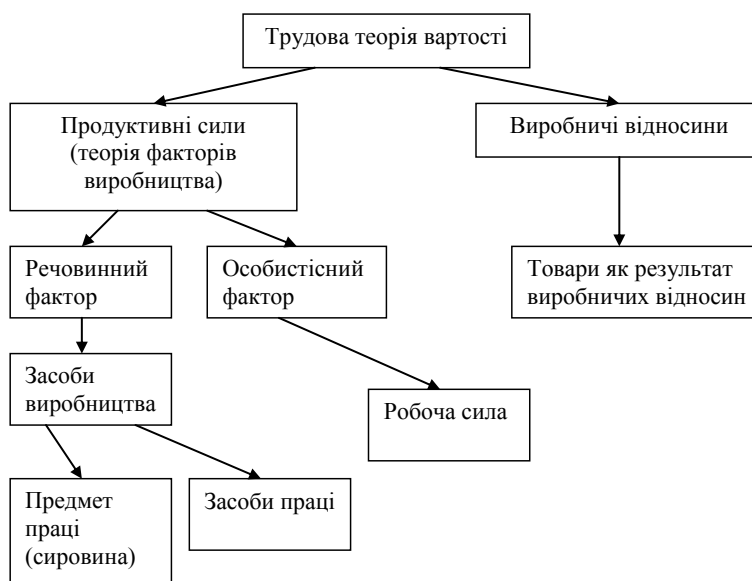 Трудова теорія вартості
Продуктивні сили
(теорія факторів
виробництва)
Виробничі відносини
Речовинний
фактор
Особистісний
фактор
Товари як результат
виробничих відносин
Засоби
виробництва
Робоча сила
Предмет
праці
(сировина)
Засоби праці